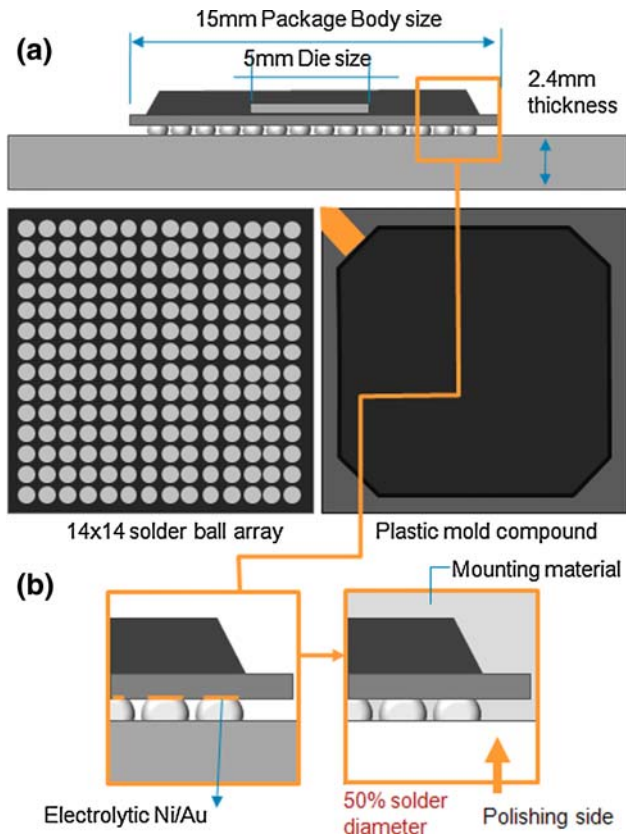 15mm Package Body size
(a)
5mm Die size
2.4mm
thickness
14x14 solder ball array
Plastic mold compound
(b)
Mounting material
Electrolytic Ni/Au
50% solder
diameter
Polishing side